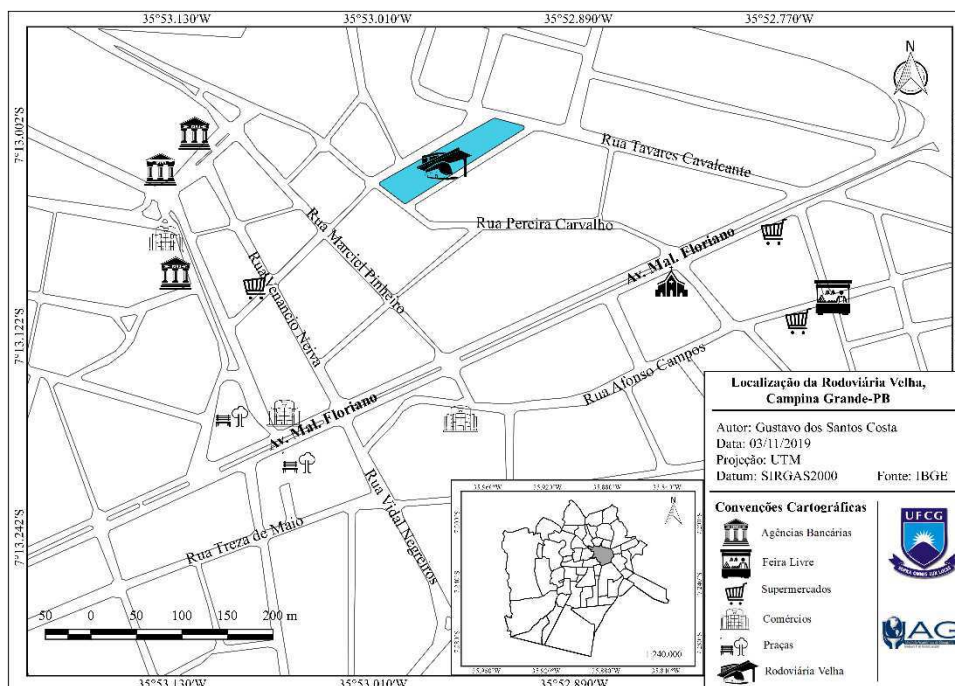 35°53.130'W 35°53.010'W 35°52.890'W 35°52.770'W
7°13.002'S
7°13.122'S
7°13.242'S
N
Rua Tavares Cavalcante
Rua Pereira Carvalho
Rua Marciel Pinheiro
Av. Mal. Floriano
Rua Venancio Neiva
Rua Afonso Campos
Av. Mal. Floriano
Rua Vidal Negreiros
Rua Treza de Maio
50 0 50 100 150 200 m
N
1:240.000
35°53.130'W 35°53.010'W 35°52.890'W
Localização da Rodoviária Velha,
Campina Grande-PB
Autor: Gustavo dos Santos Costa
Data: 03/11/2019
Projeção: UTM
Datum: SIRGAS2000 Fonte: IBGE
Convenções Cartográficas
Agências Bancárias
Feira Livre
Supermercados
Comércios
Praças
Rodoviária Velha
UFCG
UAG